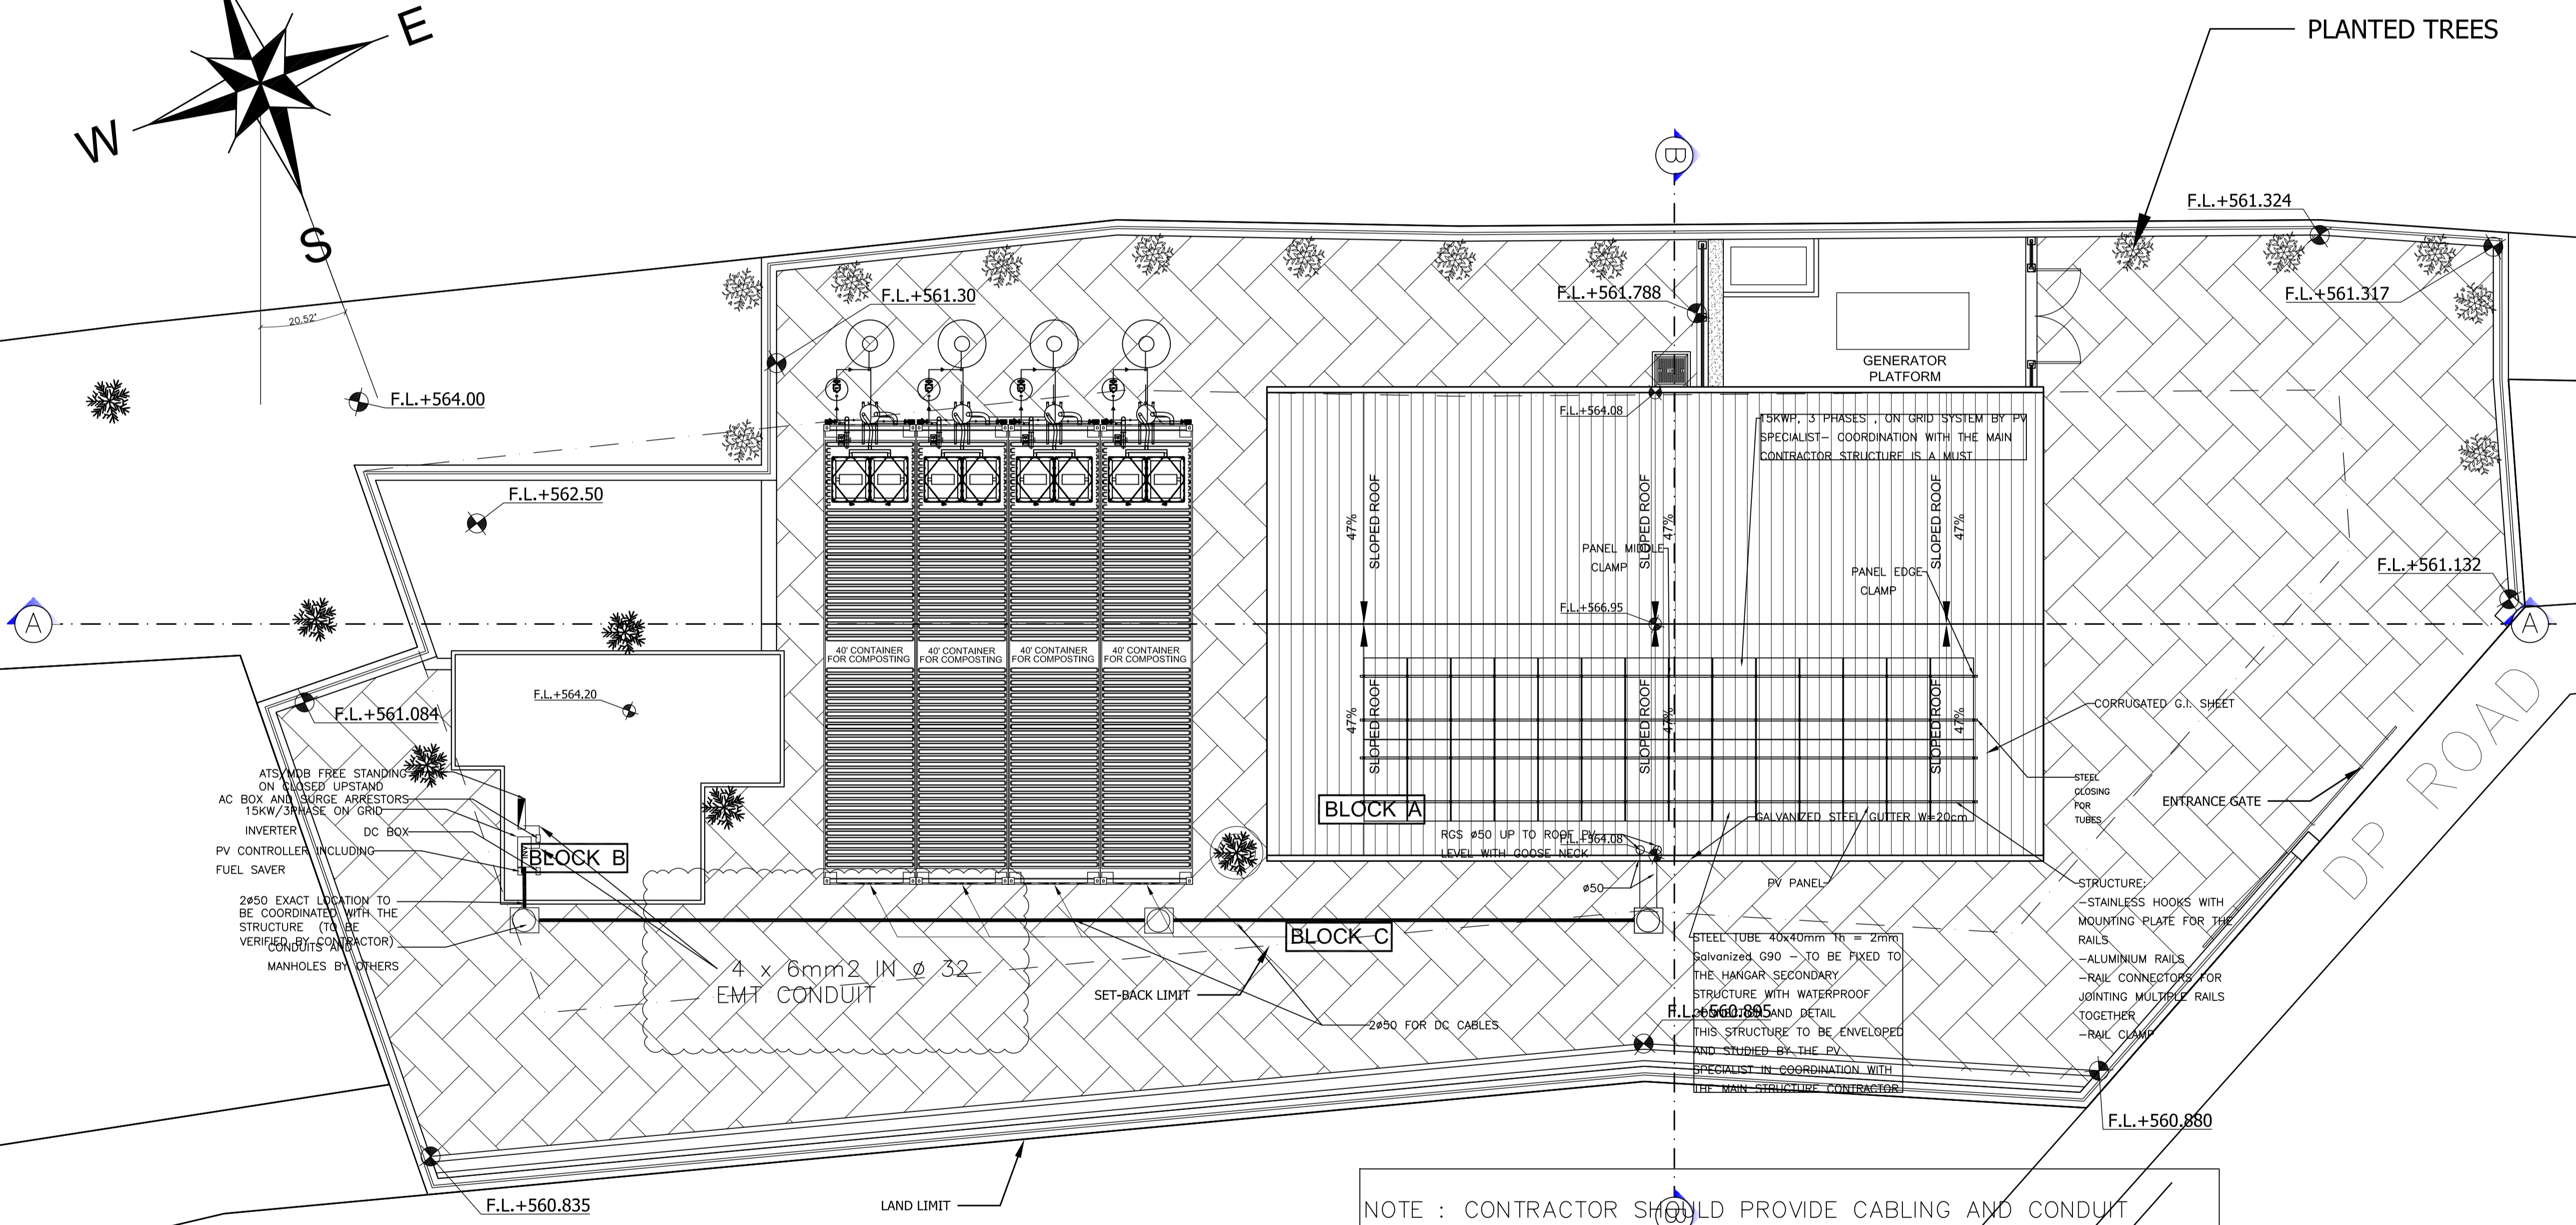 E
W
S
20.52°
PLANTED TREES
B
F.L.+561.324
F.L.+561.30
F.L.+561.788
F.L.+561.317
GENERATOR
PLATFORM
F.L.+564.00
F.L.+564.08
15KWP, 3 PHASES , ON GRID SYSTEM BY PV
SPECIALIST- COORDINATION WITH THE MAIN
CONTRACTOR STRUCTURE IS A MUST
F.L.+562.50
47%
SLOPED ROOF
SLOPED ROOF
47%
SLOPED ROOF
47%
PANEL MIDDLE
CLAMP
PANEL EDGE
CLAMP
F.L.+561.132
F.L.+566.95
A
A
40' CONTAINER
FOR COMPOSTING
40' CONTAINER
FOR COMPOSTING
40' CONTAINER
FOR COMPOSTING
40' CONTAINER
FOR COMPOSTING
F.L.+564.20
F.L.+561.084
47%
SLOPED ROOF
SLOPED ROOF
47%
SLOPED ROOF
47%
CORRUGATED G.I. SHEET
STEEL
CLOSING
FOR
TUBES
ENTRANCE GATE
DP ROAD
ATS/MDB FREE STANDING
ON CLOSED UPSTAND
AC BOX AND SURGE ARRESTORS
15KW/3PHASE ON GRID
INVERTER
DC BOX
PV CONTROLLER INCLUDING
FUEL SAVER
INV
BLOCK B
BLOCK A
GALVANIZED STEEL GUTTER W=20cm
RGS ø50 UP TO ROOF PV
LEVEL WITH GOOSE NECK
F.L.+564.08
ø50
PV PANEL
2ø50 EXACT LOCATION TO
BE COORDINATED WITH THE
STRUCTURE (TO BE
VERIFIED BY CONTRACTOR)
CONDUITS AND
MANHOLES BY OTHERS
BLOCK C
4 x 6mm2 IN ø 32
EMT CONDUIT
SET-BACK LIMIT
2ø50 FOR DC CABLES
STEEL TUBE 40x40mm Th = 2mm
Galvanized G90 - TO BE FIXED TO
THE HANGAR SECONDARY
STRUCTURE WITH WATERPROOF
AND DETAIL
THIS STRUCTURE TO BE ENVELOPED
AND STUDIED BY THE PV
SPECIALIST IN COORDINATION WITH
THE MAIN STRUCTURE CONTRACTOR
F.L.+560.895
STRUCTURE:
-STAINLESS HOOKS WITH
MOUNTING PLATE FOR THE
RAILS
-ALUMINIUM RAILS
-RAIL CONNECTORS FOR
JOINTING MULTIPLE RAILS
TOGETHER
-RAIL CLAMP
F.L.+560.880
F.L.+560.835
LAND LIMIT
NOTE : CONTRACTOR SHOULD PROVIDE CABLING AND CONDUIT
B